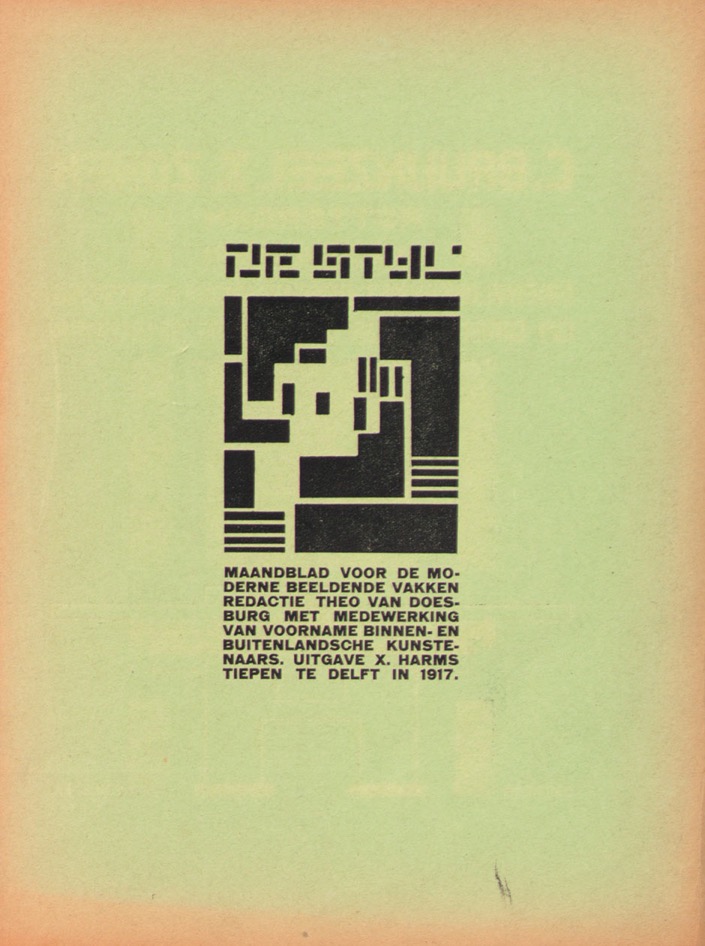 DE STIJL
MAANDBLAD VOOR DE MO-
DERNE BEELDENDE VAKKEN
REDACTIE THEO VAN DOES-
BURG MET MEDEWERKING
VAN VOORNAME BINNEN- EN
BUITENLANDSCHE KUNSTE-
NAARS. UITGAVE X. HARMS
TIEPEN TE DELFT IN 1917.